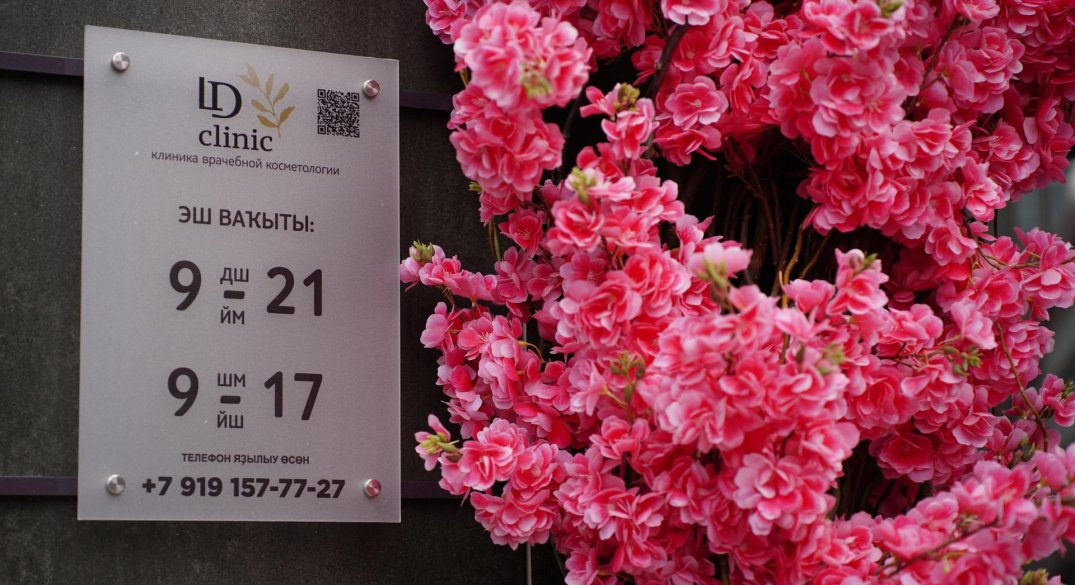 LD
clinic
клиника врачебной косметологии
ЭШ ВАҠЫТЫ:
9 ДШ - ЙМ 21
9 ШМ - ЙШ 17
ТЕЛЕФОН ЯҘЫЛЫУ ӨСӨН
+7 919 157-77-27